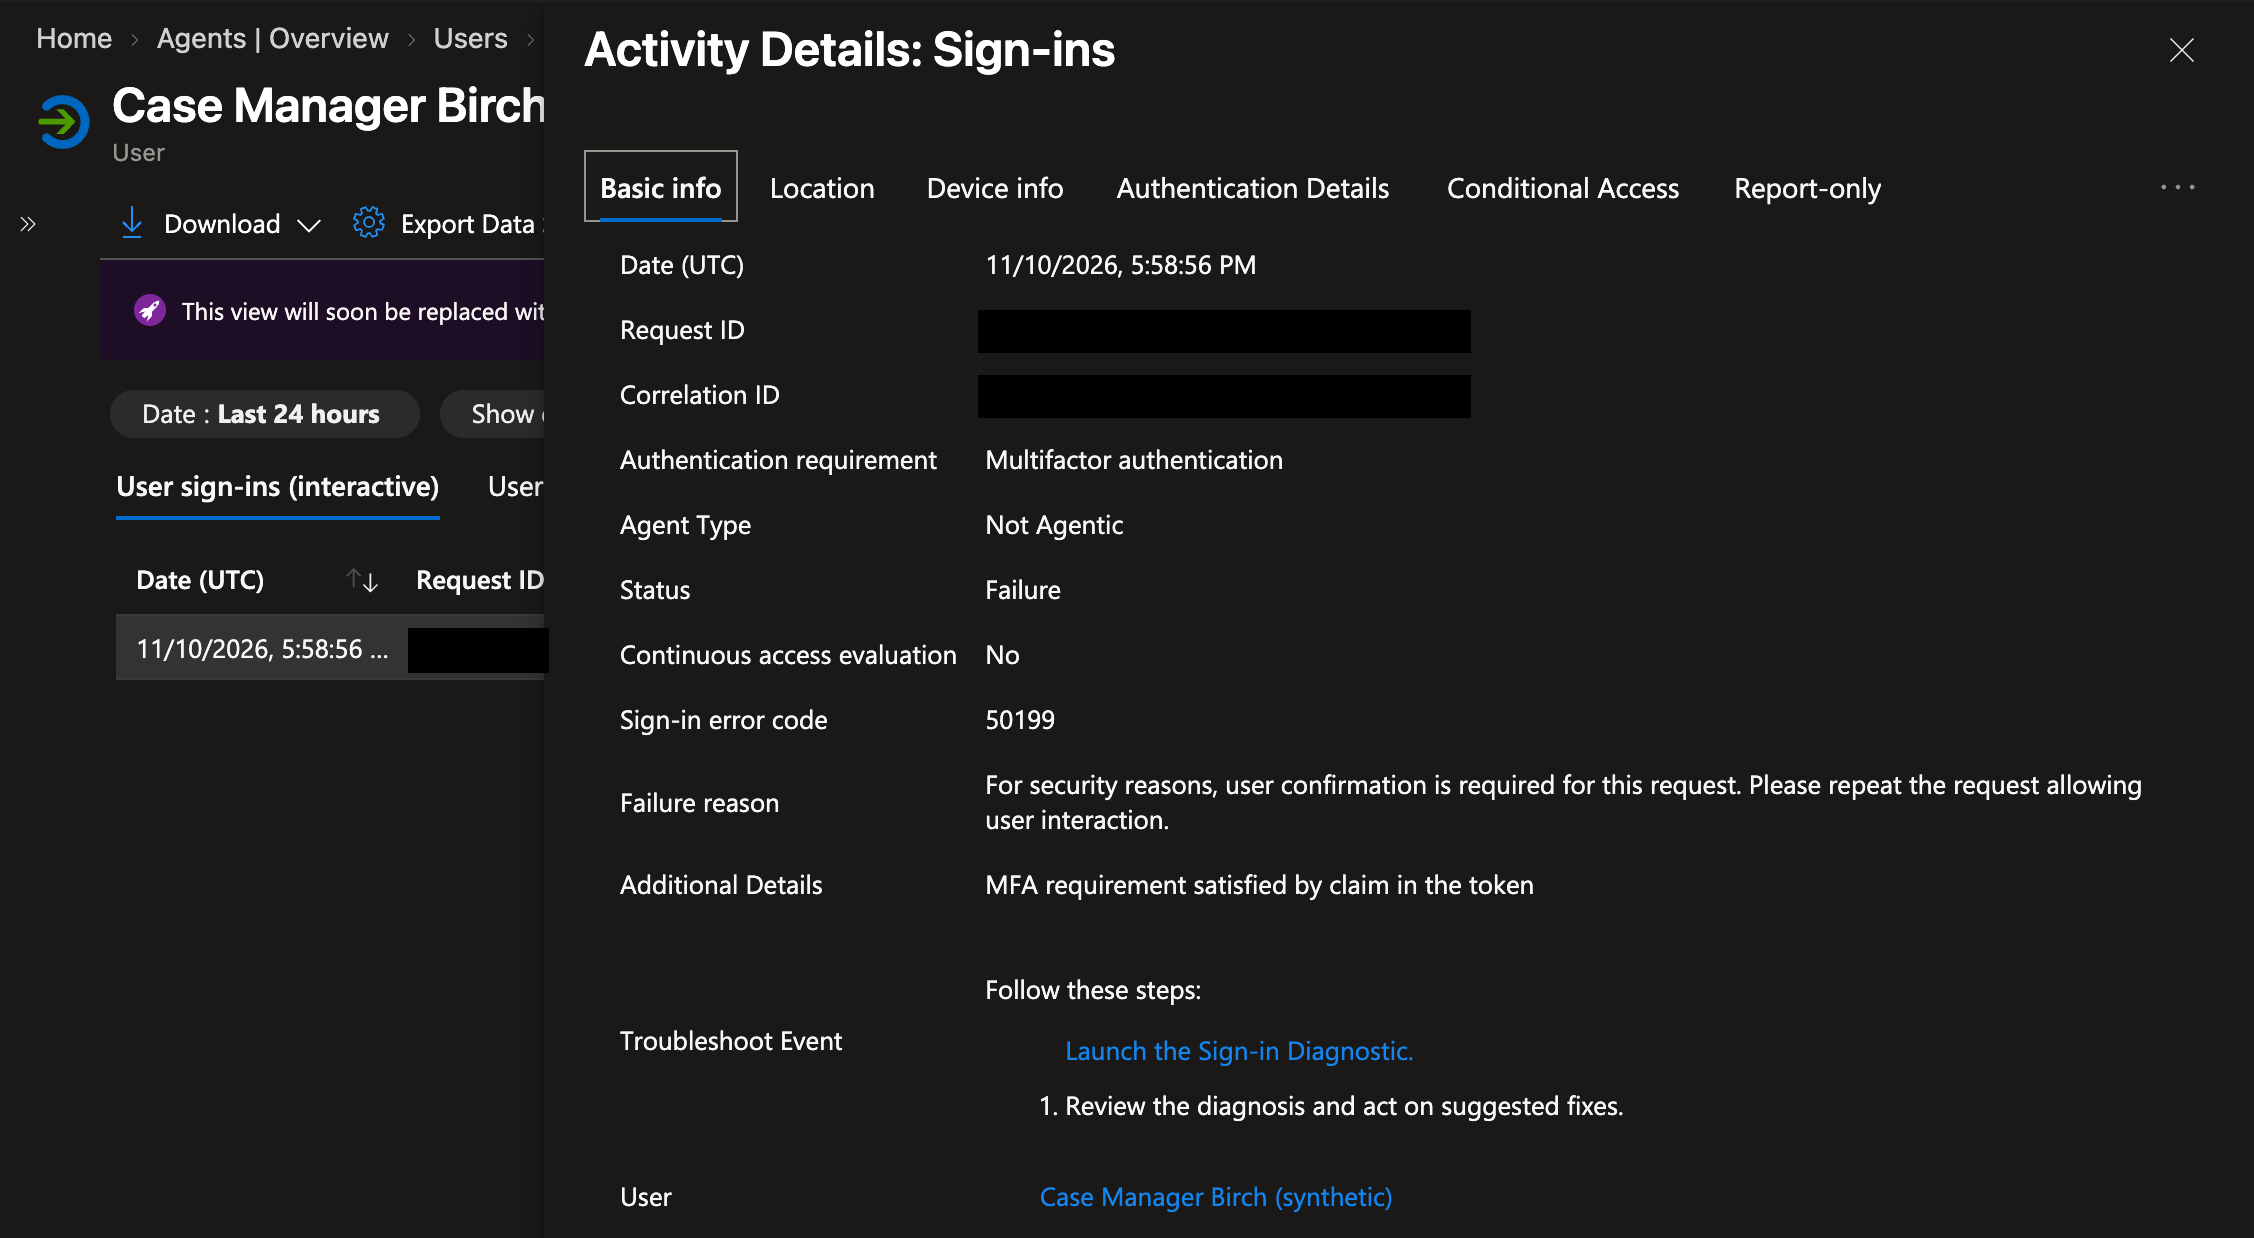 Home > Agents | Overview > Users >
Case Manager Birch
User
Download
Export Data
This view will soon be replaced wit
Date : Last 24 hours
Show
User sign-ins (interactive)
User
Date (UTC)
Request ID
11/10/2026, 5:58:56 ...
Activity Details: Sign-ins
Basic info
Location
Device info
Authentication Details
Conditional Access
Report-only
Date (UTC) 11/10/2026, 5:58:56 PM
Request ID
Correlation ID
Authentication requirement Multifactor authentication
Agent Type Not Agentic
Status Failure
Continuous access evaluation No
Sign-in error code 50199
Failure reason
For security reasons, user confirmation is required for this request. Please repeat the request allowing
user interaction.
Additional Details MFA requirement satisfied by claim in the token
Troubleshoot Event
Follow these steps:
Launch the Sign-in Diagnostic.
1. Review the diagnosis and act on suggested fixes.
User Case Manager Birch (synthetic)